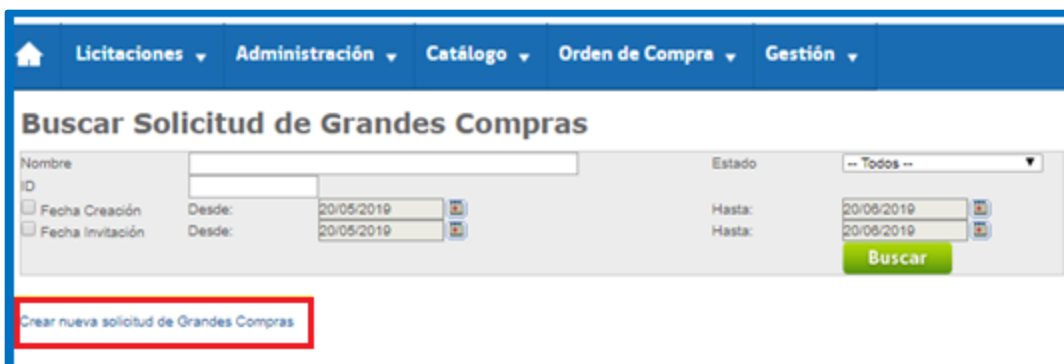 Licitaciones Administración Catálogo Orden de Compra Gestión
Buscar Solicitud de Grandes Compras
Nombre Estado -- Todos --
ID
Fecha Creación Desde: 20/05/2019 Hasta: 20/06/2019
Fecha Invitación Desde: 20/05/2019 Hasta: 20/06/2019
Buscar
Crear nueva solicitud de Grandes Compras